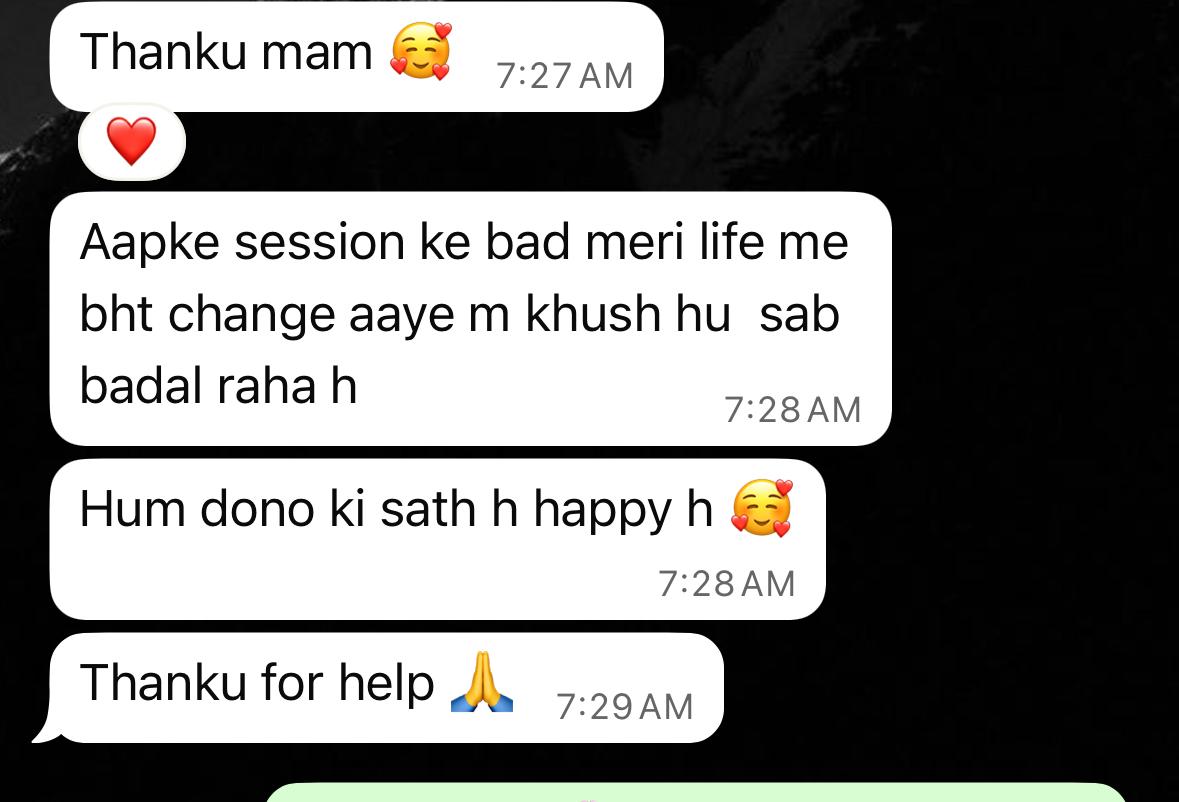 Thanku mam 🥰
7:27 AM
❤️
Aapke session ke bad meri life me
bht change aaye m khush hu  sab
badal raha h
7:28 AM
Hum dono ki sath h happy h 🥰
7:28 AM
Thanku for help 🙏
7:29 AM